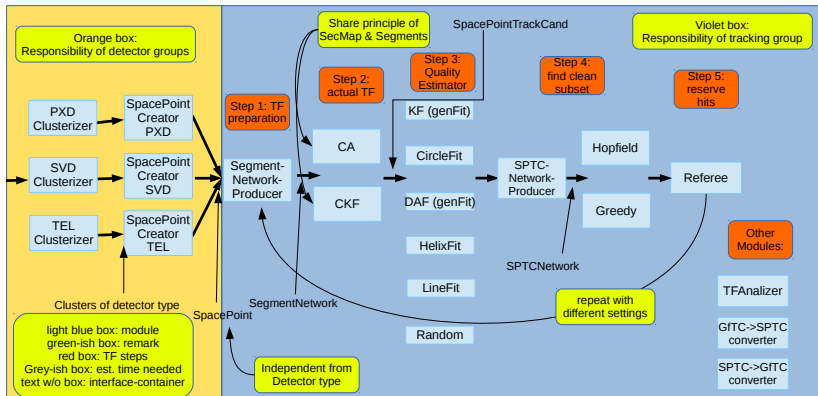 Orange box:
Responsibility of detector groups
Share principle of
SecMap & Segments
SpacePointTrackCand
Violet box:
Responsibility of tracking group
Step 1: TF
preparation
Step 2:
actual TF
Step 3:
Quality
Estimator
Step 4:
find clean
subset
Step 5:
reserve
hits
PXD
Clusterizer
SpacePoint
Creator
PXD
SVD
Clusterizer
SpacePoint
Creator
SVD
TEL
Clusterizer
SpacePoint
Creator
TEL
Segment-
Network-
Producer
CA
CKF
KF (genFit)
CircleFit
DAF (genFit)
HelixFit
LineFit
Random
SPTC-
Network-
Producer
Hopfield
Greedy
Referee
Clusters of detector type
SpacePoint
SegmentNetwork
SPTCNetwork
repeat with
different settings
Independent from
Detector type
Other
Modules:
TFAnalizer
GfTC->SPTC
converter
SPTC->GfTC
converter
light blue box: module
green-ish box: remark
red box: TF steps
Grey-ish box: est. time needed
text w/o box: interface-container